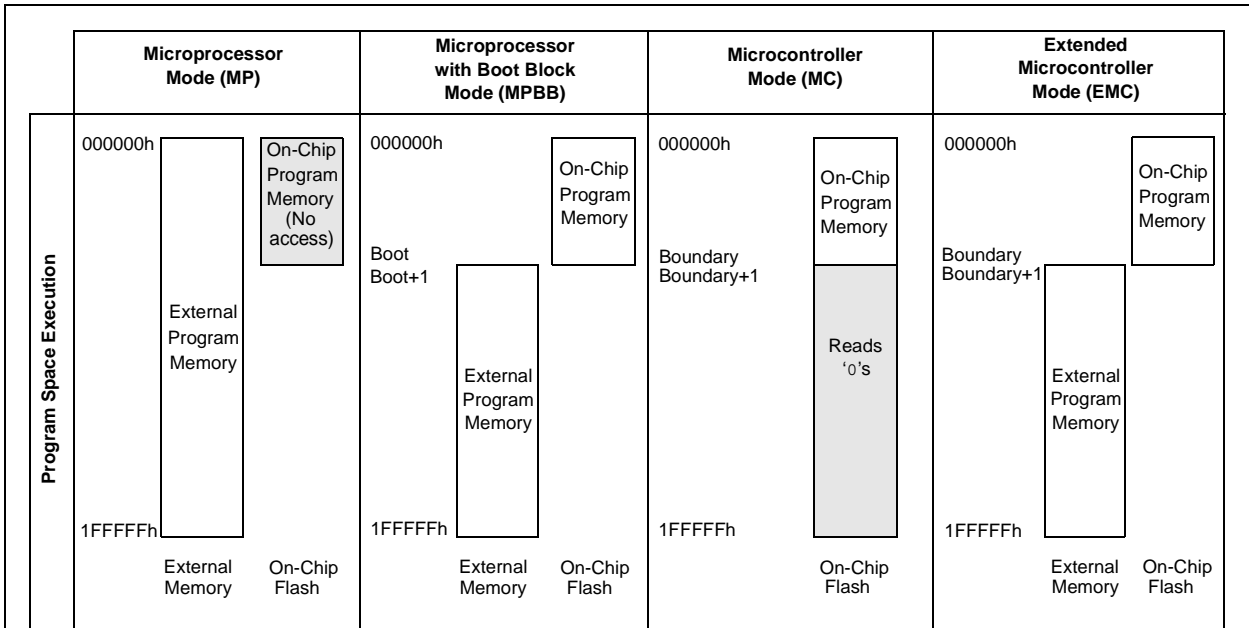 Microprocessor
Mode (MP)
Microprocessor
with Boot Block
Mode (MPBB)
Microcontroller
Mode (MC)
Extended
Microcontroller
Mode (EMC)
Program Space Execution
000000h
On-Chip
Program
Memory
(No
access)
External
Program
Memory
1FFFFFh
External
Memory
On-Chip
Flash
000000h
On-Chip
Program
Memory
Boot
Boot+1
External
Program
Memory
1FFFFFh
External
Memory
On-Chip
Flash
000000h
On-Chip
Program
Memory
Boundary
Boundary+1
Reads
‘0’s
1FFFFFh
On-Chip
Flash
000000h
On-Chip
Program
Memory
Boundary
Boundary+1
External
Program
Memory
1FFFFFh
External
Memory
On-Chip
Flash